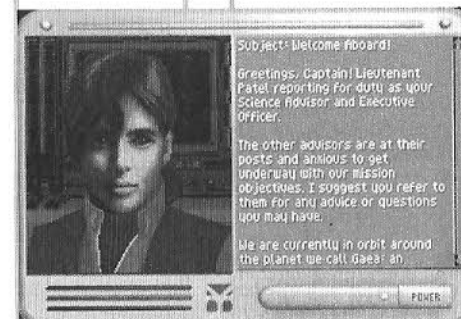 Subject: Welcome Aboard!
Greetings, Captain! Lieutenant
Patel reporting for duty as your
Science Advisor and Executive
Officer.
The other advisors are at their
posts and anxious to get
underway with our mission
objectives. I suggest you refer to
them for any advice or questions
you may have.
We are currently in orbit around
the planet we call Gaea: an
POWER